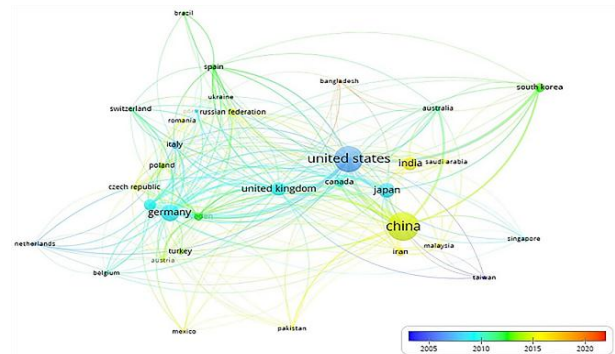 brazil
spain
bangladesh
south korea
ukraine
switzerland
russian federation
australia
romania
italy
united states
india
saudi arabia
poland
canada
czech republic
united kingdom
japan
germany
china
netherlands
singapore
turkey
malaysia
iran
austria
belgium
taiwan
mexico
pakistan
2005
2010
2015
2020